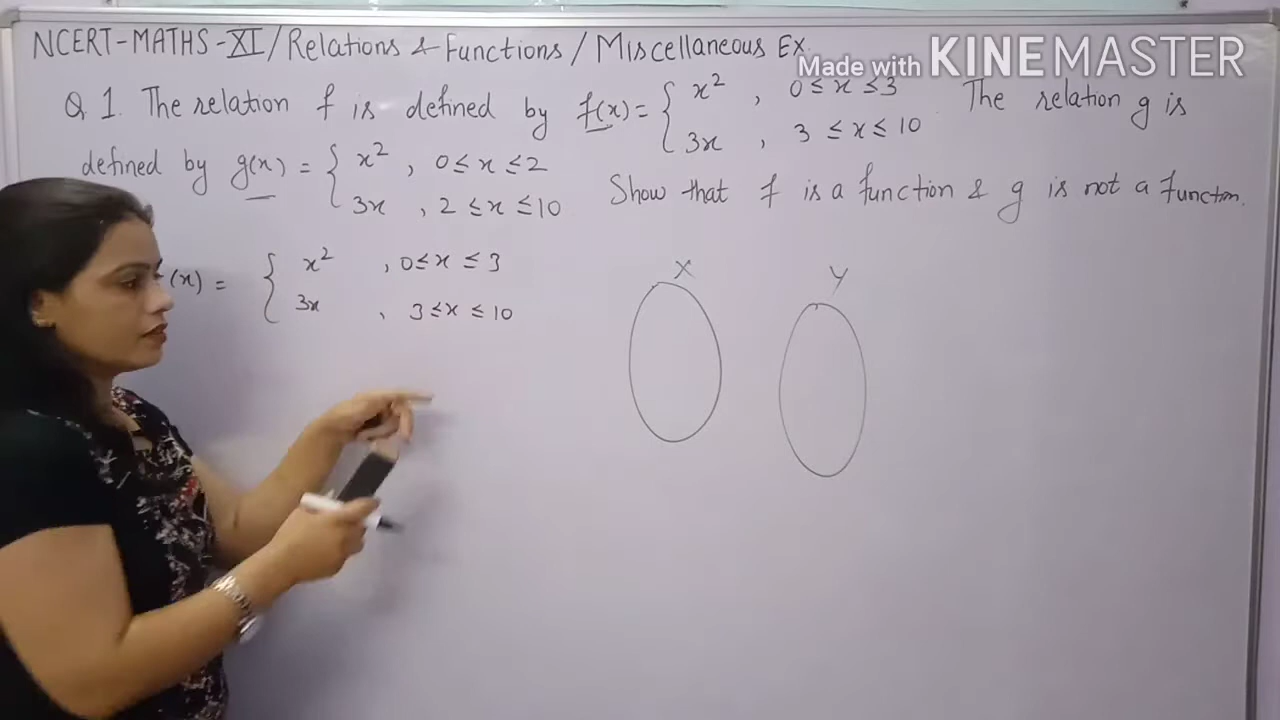 NCERT-MATHS-XI/Relations & Functions/Miscellaneous Ex.
Made with KINEMASTER
Q 1. The relation f is defined by f(x) = { x² , 0 ≤ x ≤ 3 The relation g is
3x , 3 ≤ x ≤ 10
defined by g(x) = { x² , 0 ≤ x ≤ 2
3x , 2 ≤ x ≤ 10 Show that f is a function & g is not a function.
(x) = { x² , 0 ≤ x ≤ 3
3x , 3 ≤ x ≤ 10
X Y